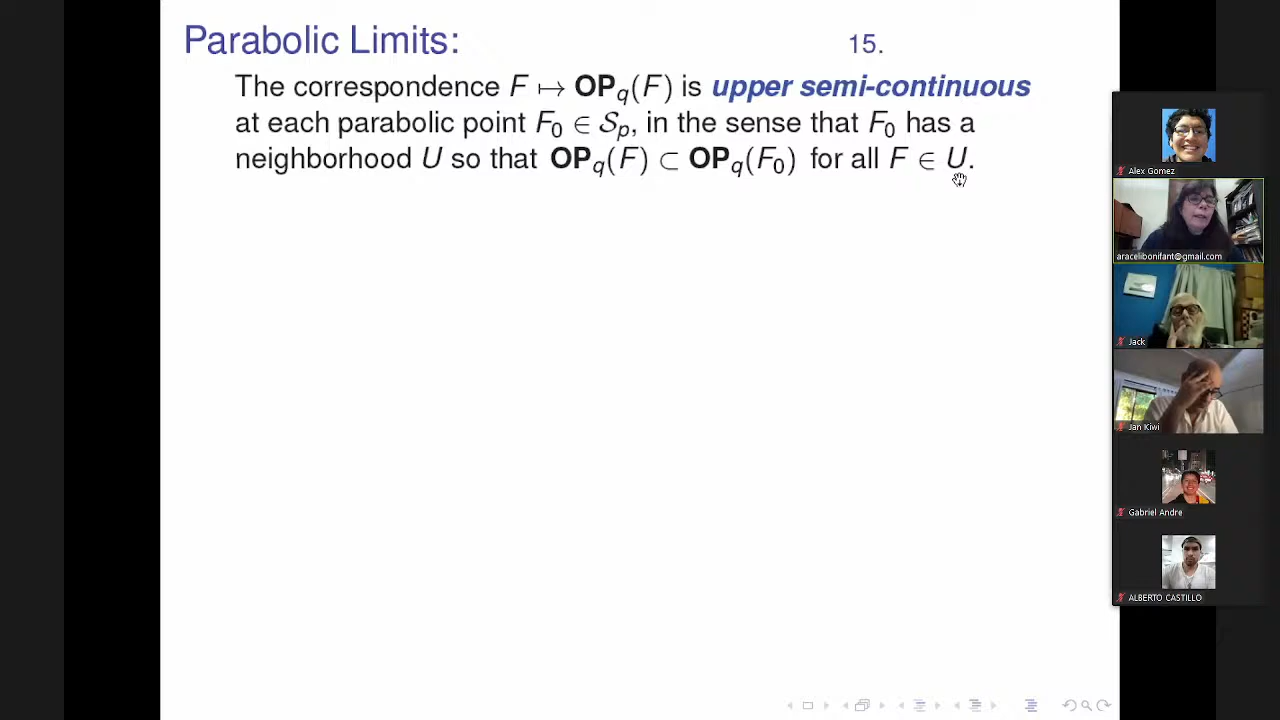 Parabolic Limits:
15.
The correspondence F ↦ OP_q(F) is upper semi-continuous
at each parabolic point F_0 ∈ S_p, in the sense that F_0 has a
neighborhood U so that OP_q(F) ⊂ OP_q(F_0) for all F ∈ U.
Alex Gomez
aracelibonifant@gmail.com
Jack
Jan Kiwi
Gabriel Andre
ALBERTO CASTILLO